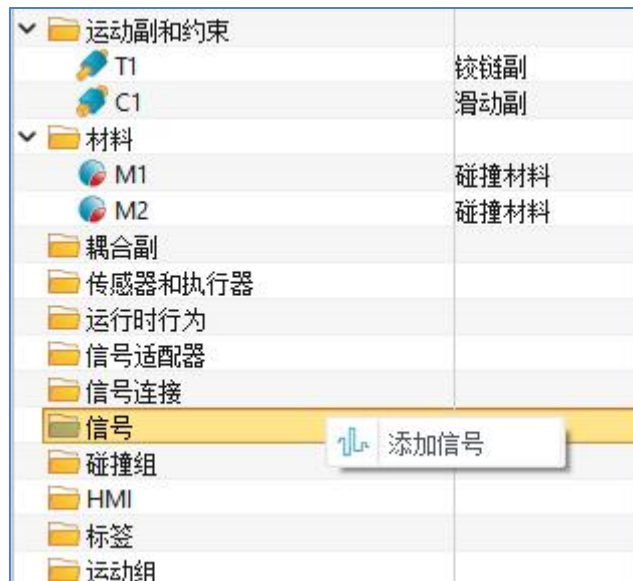 运动副和约束
T1 铰链副
C1 滑动副
材料
M1 碰撞材料
M2 碰撞材料
耦合副
传感器和执行器
运行时行为
信号适配器
信号连接
信号
添加信号
碰撞组
HMI
标签
运动组